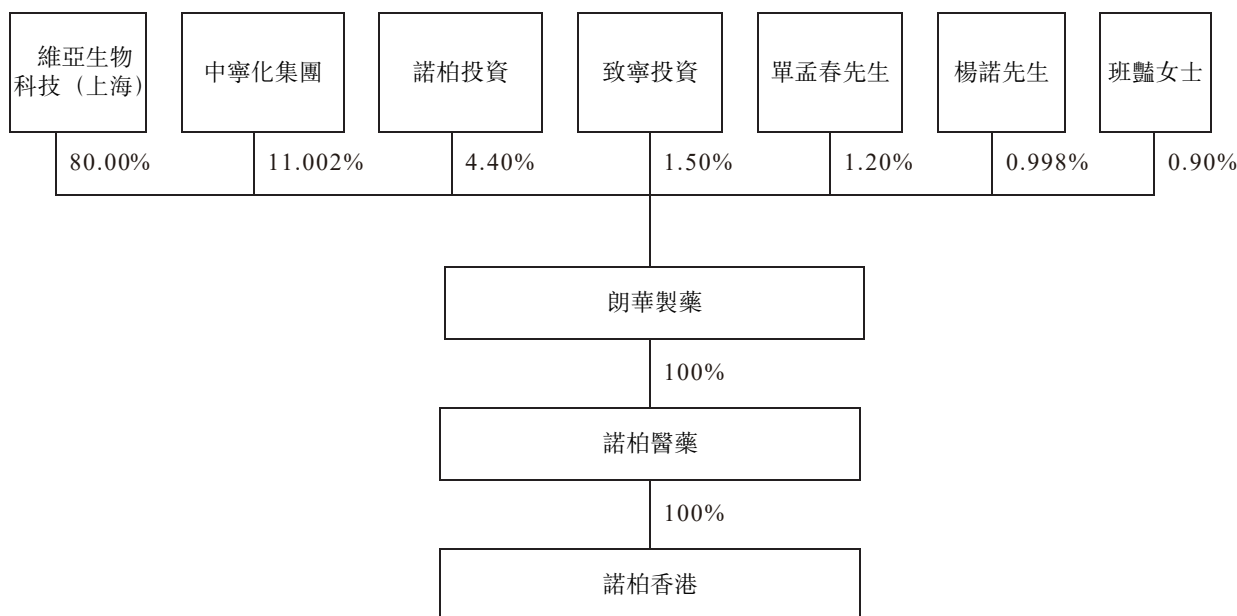 維亞生物
科技（上海）
中寧化集團
諾柏投資
致寧投資
單孟春先生
楊諾先生
班豔女士
80.00%
11.002%
4.40%
1.50%
1.20%
0.998%
0.90%
朗華製藥
100%
諾柏醫藥
100%
諾柏香港